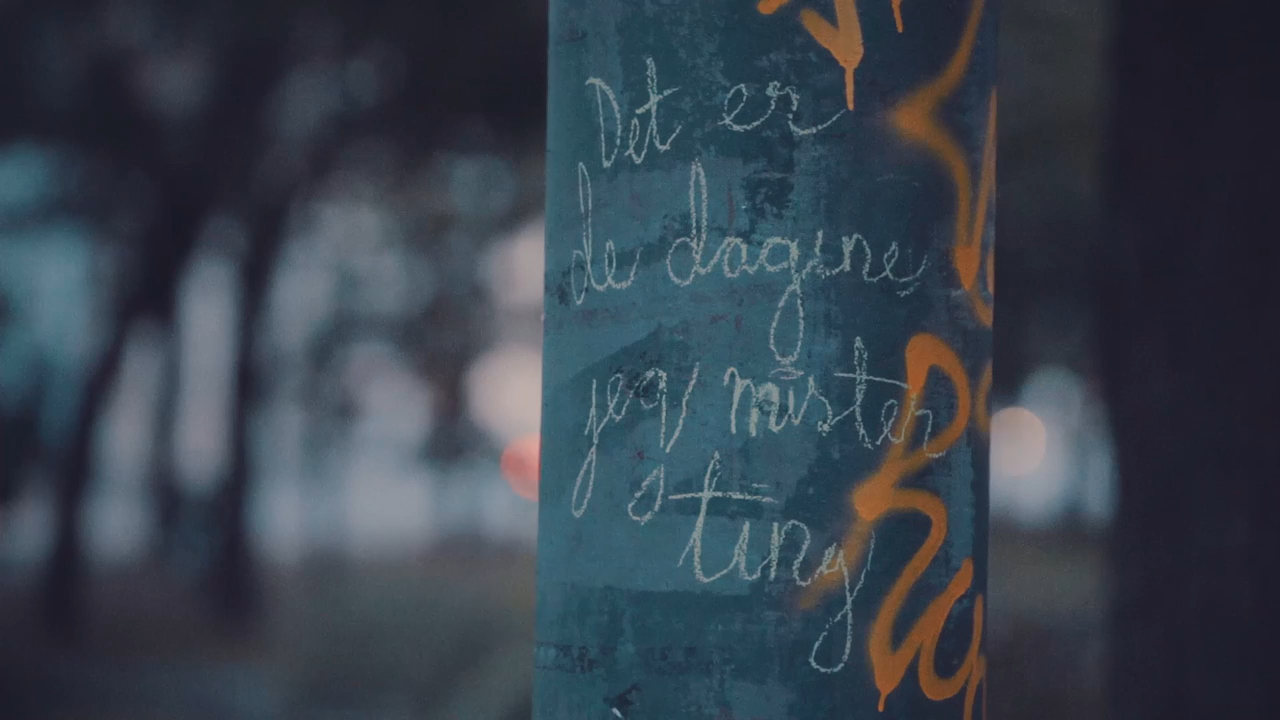 Det er
de dagene
jeg mister
ting